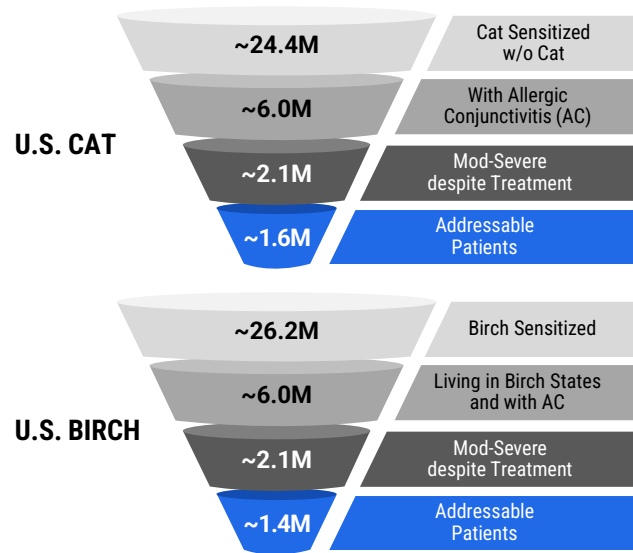 ~24.4M
Cat Sensitized
w/o Cat
~6.0M
With Allergic
Conjunctivitis (AC)
U.S. CAT
~2.1M
Mod-Severe
despite Treatment
~1.6M
Addressable
Patients
~26.2M
Birch Sensitized
~6.0M
Living in Birch States
and with AC
U.S. BIRCH
~2.1M
Mod-Severe
despite Treatment
~1.4M
Addressable
Patients